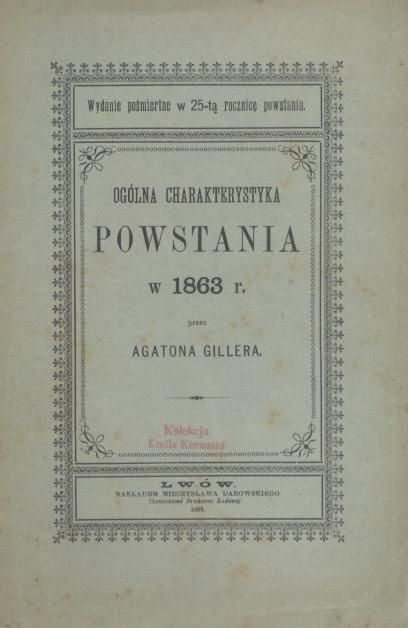 Wydanie pośmiertne w 25-tą rocznicę powstania.
OGÓLNA CHARAKTERYSTYKA
POWSTANIA
w 1863 r.
przez
AGATONA GILLERA.
Kolekcja
Emila Kornasia
LWÓW.
NAKŁADEM MIECZYSŁAWA DAROWSKIEGO
Czcionkami Drukarni Ludowej
1888.